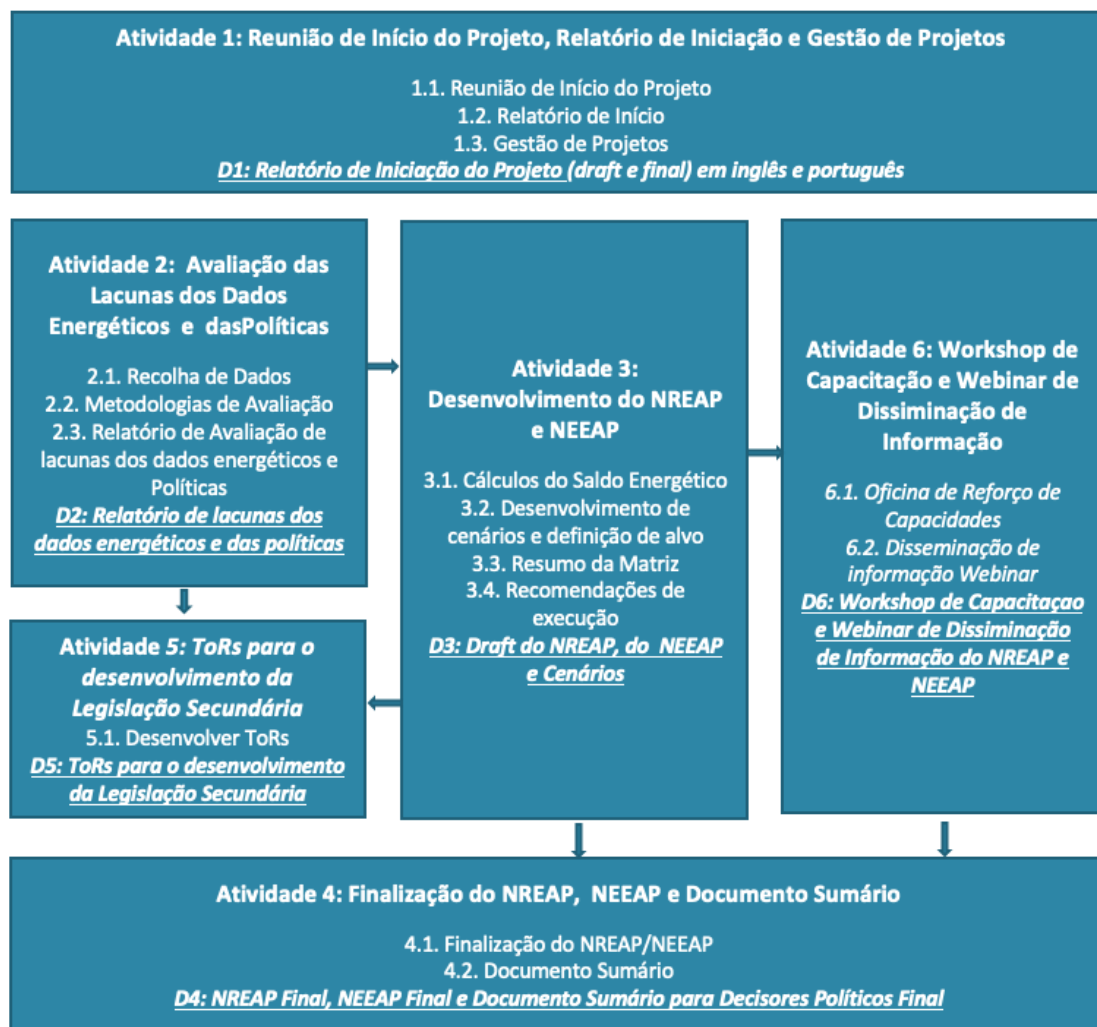 Atividade 1: Reunião de Início do Projeto, Relatório de Iniciação e Gestão de Projetos
1.1. Reunião de Início do Projeto
1.2. Relatório de Início
1.3. Gestão de Projetos
D1: Relatório de Iniciação do Projeto (draft e final) em inglês e português
Atividade 2: Avaliação das
Lacunas dos Dados
Energéticos e dasPolíticas
2.1. Recolha de Dados
2.2. Metodologias de Avaliação
2.3. Relatório de Avaliação de
lacunas dos dados energéticos e
Políticas
D2: Relatório de lacunas dos
dados energéticos e das políticas
Atividade 5: ToRs para o
desenvolvimento da
Legislação Secundária
5.1. Desenvolver ToRs
D5: ToRs para o desenvolvimento
da Legislação Secundária
Atividade 3:
Desenvolvimento do NREAP
e NEEAP
3.1. Cálculos do Saldo Energético
3.2. Desenvolvimento de
cenários e definição de alvo
3.3. Resumo da Matriz
3.4. Recomendações de
execução
D3: Draft do NREAP, do NEEAP
e Cenários
Atividade 6: Workshop de
Capacitação e Webinar de
Dissiminação de
Informação
6.1. Oficina de Reforço de
Capacidades
6.2. Disseminação de
informação Webinar
D6: Workshop de Capacitaçao
e Webinar de Dissiminação
de Informação do NREAP e
NEEAP
Atividade 4: Finalização do NREAP, NEEAP e Documento Sumário
4.1. Finalização do NREAP/NEEAP
4.2. Documento Sumário
D4: NREAP Final, NEEAP Final e Documento Sumário para Decisores Políticos Final